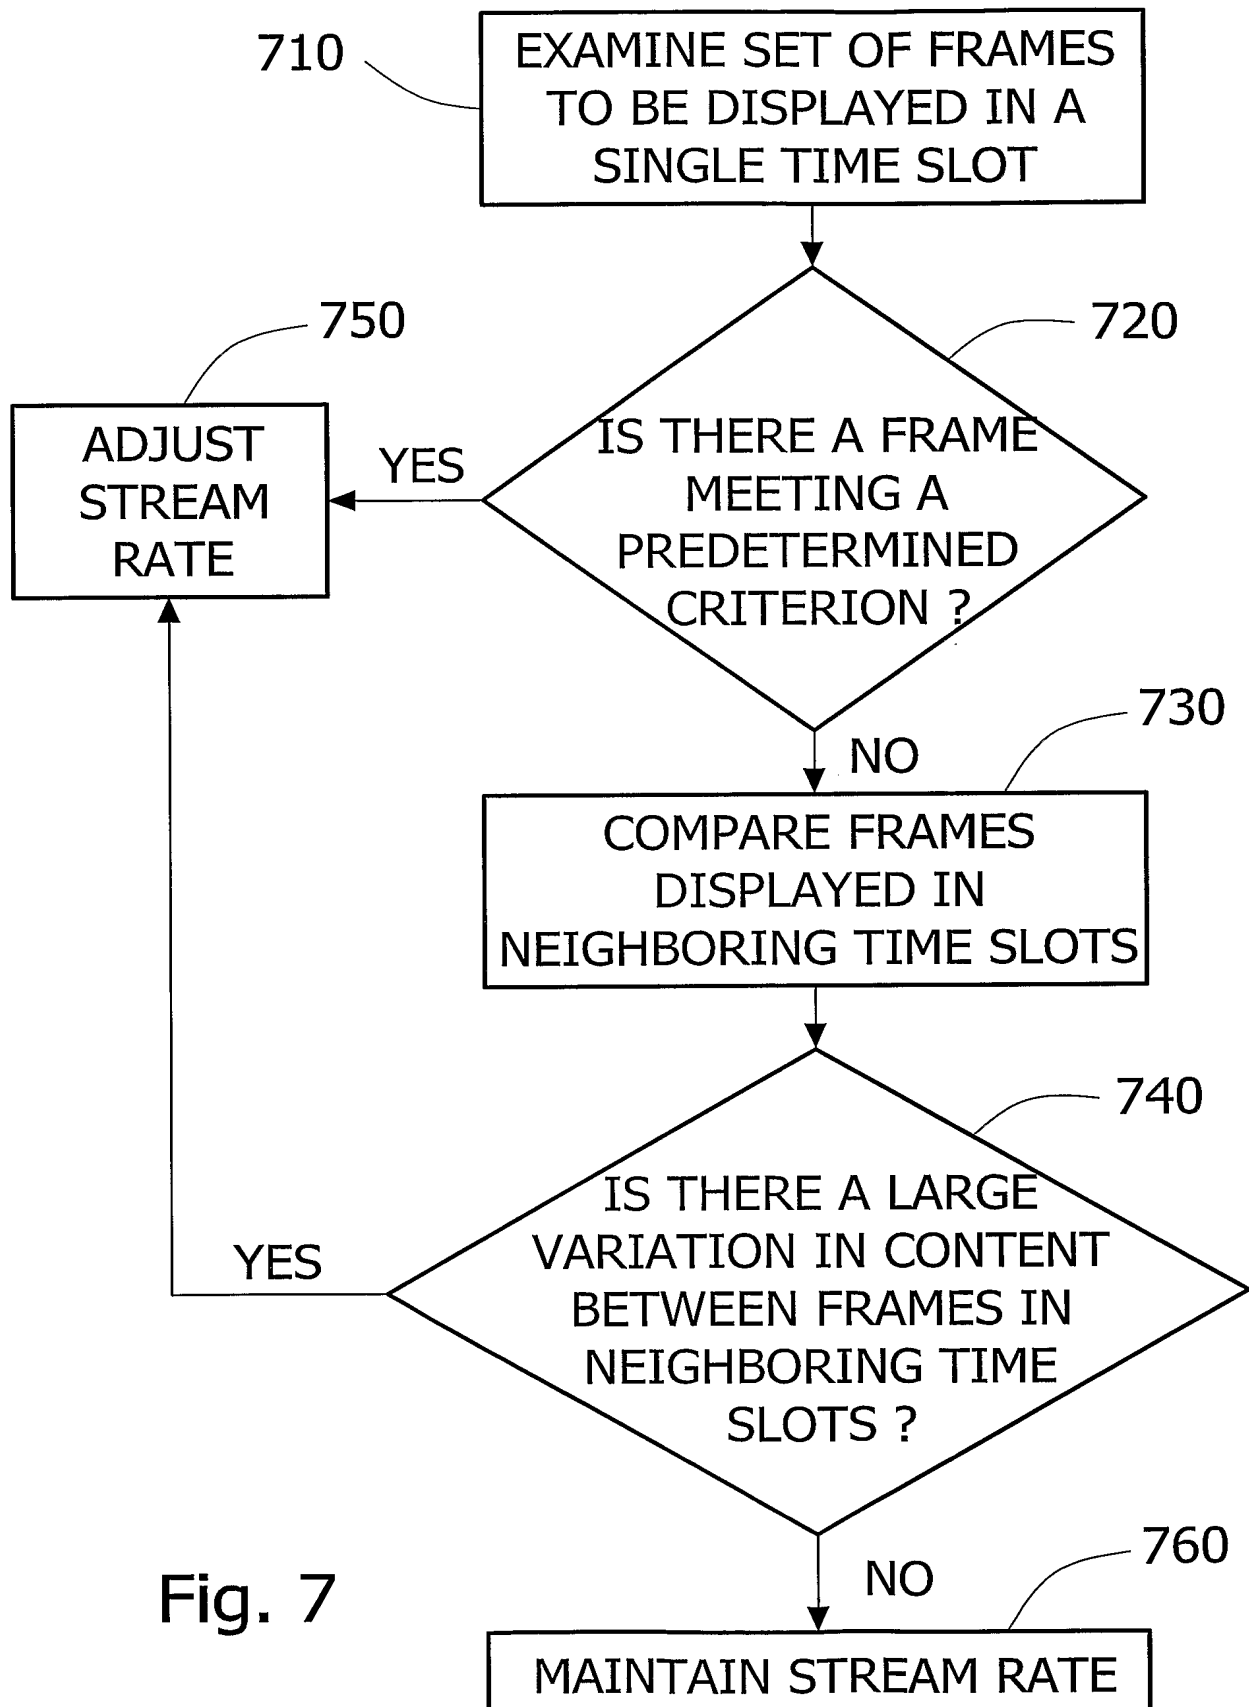 710
EXAMINE SET OF FRAMES
TO BE DISPLAYED IN A
SINGLE TIME SLOT
750
720
ADJUST
STREAM
RATE
YES
IS THERE A FRAME
MEETING A
PREDETERMINED
CRITERION ?
730
NO
COMPARE FRAMES
DISPLAYED IN
NEIGHBORING TIME SLOTS
740
IS THERE A LARGE
VARIATION IN CONTENT
BETWEEN FRAMES IN
NEIGHBORING TIME
SLOTS ?
YES
760
NO
Fig. 7
MAINTAIN STREAM RATE